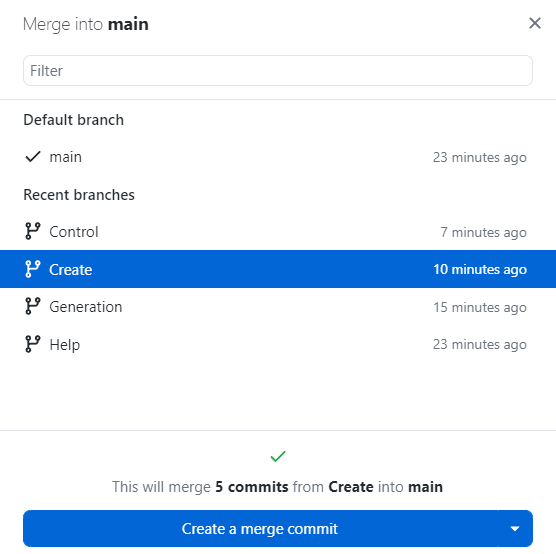 Merge into main
Filter
Default branch
main 23 minutes ago
Recent branches
Control 7 minutes ago
Create 10 minutes ago
Generation 15 minutes ago
Help 23 minutes ago
This will merge 5 commits from Create into main
Create a merge commit